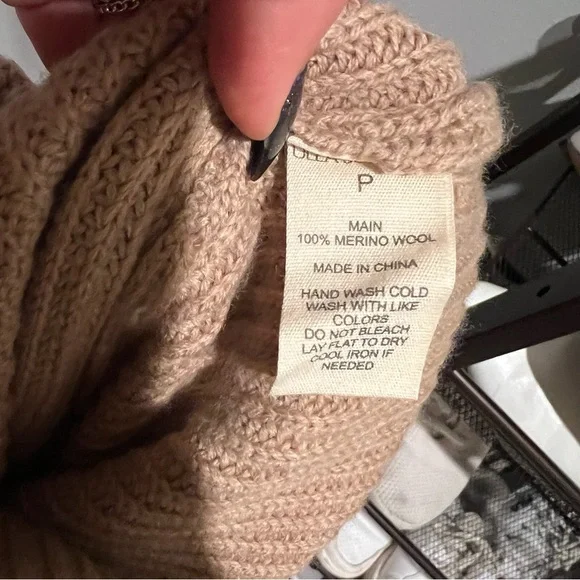 P
MAIN
100% MERINO WOOL
MADE IN CHINA
HAND WASH COLD
WASH WITH LIKE
COLORS
DO NOT BLEACH
LAY FLAT TO DRY
COOL IRON IF
NEEDED